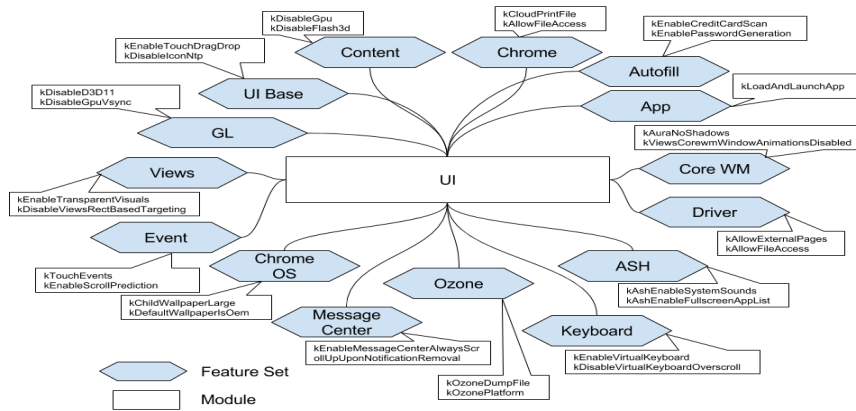 kDisableGpu
kDisableFlash3d
kCloudPrintFile
kAllowFileAccess
kEnableCreditCardScan
kEnablePasswordGeneration
kEnableTouchDragDrop
kDisableIconNtp
Content
Chrome
Autofill
kLoadAndLaunchApp
kDisableD3D11
kDisableGpuVsync
UI Base
App
GL
kAuraNoShadows
kViewsCorewmWindowAnimationsDisabled
Views
UI
Core WM
kEnableTransparentVisuals
kDisableViewsRectBasedTargeting
Driver
Event
kAllowExternalPages
kAllowFileAccess
kTouchEvents
kEnableScrollPrediction
Chrome
OS
Ozone
ASH
kAshEnableSystemSounds
kAshEnableFullscreenAppList
kChildWallpaperLarge
kDefaultWallpaperIsOem
Message
Center
Keyboard
kEnableMessageCenterAlwaysScr
ollUpUponNotificationRemoval
kEnableVirtualKeyboard
kDisableVirtualKeyboardOverscroll
Feature Set
kOzoneDumpFile
kOzonePlatform
Module